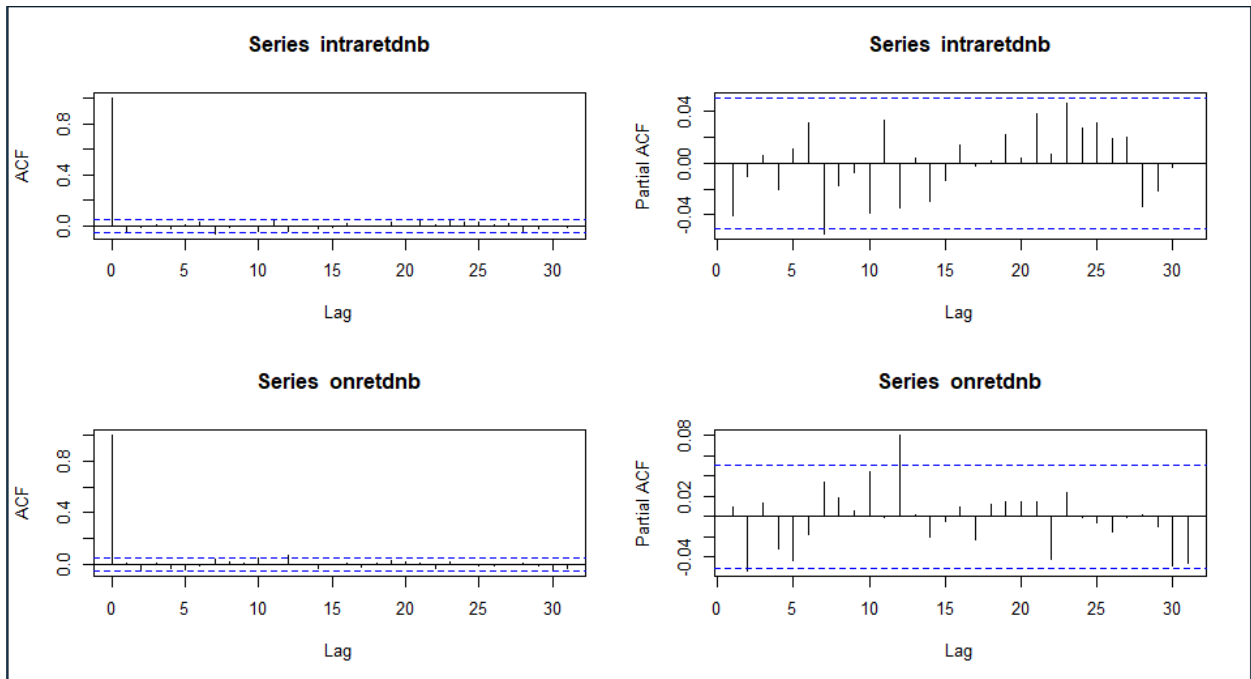 Series intraretdnb
ACF
0.0 0.4 0.8
0 5 10 15 20 25 30
Lag
Series intraretdnb
Partial ACF
-0.04 0.00 0.04
0 5 10 15 20 25 30
Lag
Series onretdnb
ACF
0.0 0.4 0.8
0 5 10 15 20 25 30
Lag
Series onretdnb
Partial ACF
-0.04 0.02 0.08
0 5 10 15 20 25 30
Lag